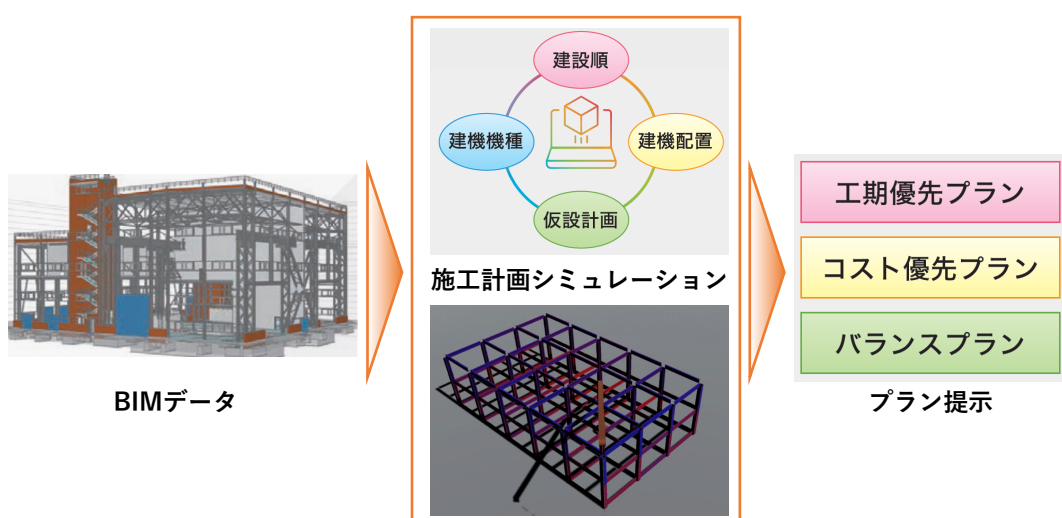 建設順
建機機種
建機配置
仮設計画
施工計画シミュレーション
BIMデータ
工期優先プラン
コスト優先プラン
バランスプラン
プラン提示